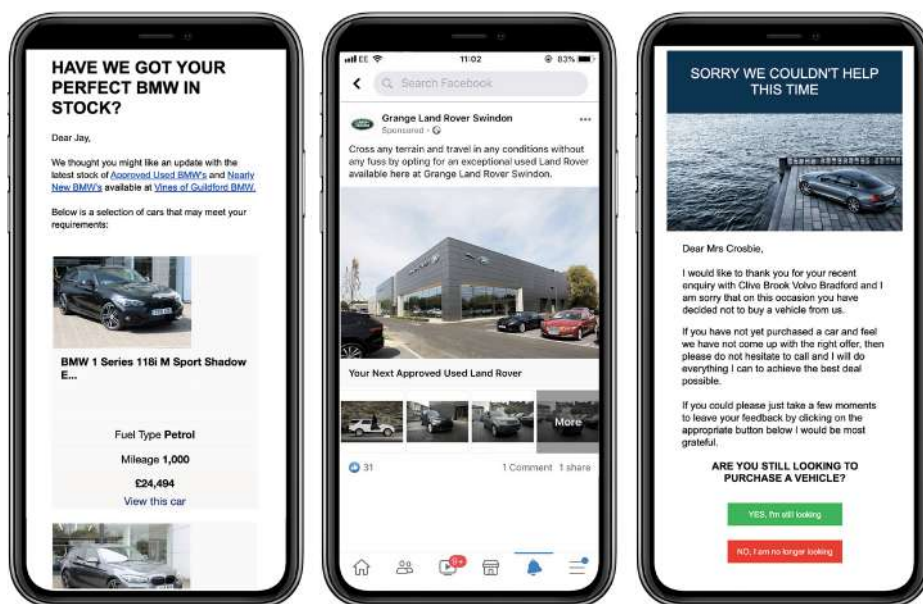 HAVE WE GOT YOUR
PERFECT BMW IN
STOCK?
Dear Jay,
We thought you might like an update with the
latest stock of Approved Used BMW's and Nearly
New BMW's available at Vines of Guildford BMW.
Below is a selection of cars that may meet your
requirements:
BMW 1 Series 118i M Sport Shadow
E...
Fuel Type Petrol
Mileage 1,000
£24,494
View this car
EE 11:02 83%
Search Facebook
Grange Land Rover Swindon
Sponsored
Cross any terrain and travel in any conditions without
any fuss by opting for an exceptional used Land Rover
available here at Grange Land Rover Swindon.
Your Next Approved Used Land Rover
More
31 1 Comment 1 share
9+
SORRY WE COULDN'T HELP
THIS TIME
Dear Mrs Crosbie,
I would like to thank you for your recent
enquiry with Clive Brook Volvo Bradford and I
am sorry that on this occasion you have
decided not to buy a vehicle from us.
If you have not yet purchased a car and feel
we have not come up with the right offer, then
please do not hesitate to call and I will do
everything I can to achieve the best deal
possible.
If you could please just take a few moments
to leave your feedback by clicking on the
appropriate button below I would be most
grateful.
ARE YOU STILL LOOKING TO
PURCHASE A VEHICLE?
YES, I'm still looking
NO, I am no longer looking